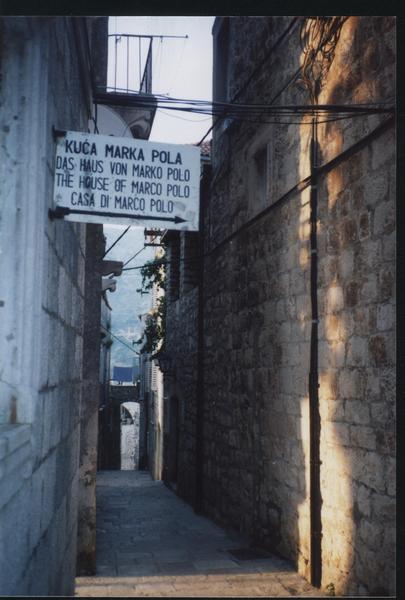 KUĆA MARKA POLA
DAS HAUS VON MARKO POLO
THE HOUSE OF MARCO POLO
CASA DI MARCO POLO